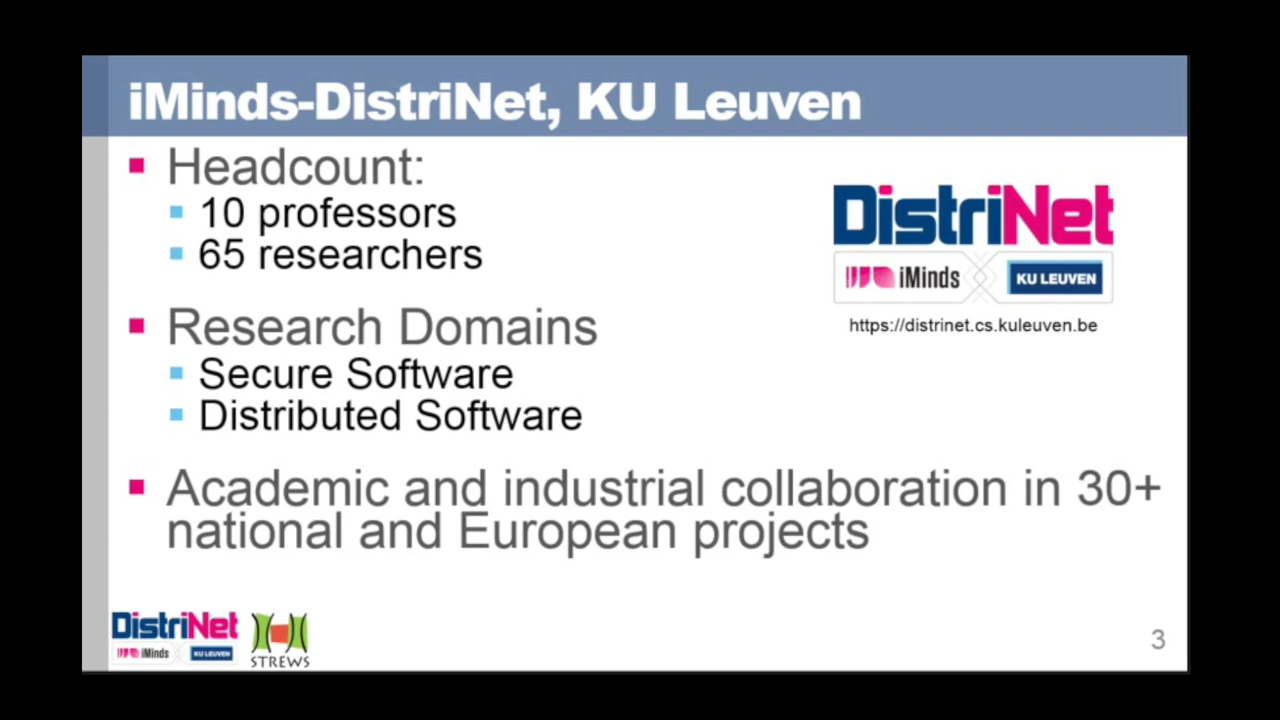 iMinds-DistriNet, KU Leuven
Headcount:
10 professors
65 researchers
Research Domains
Secure Software
Distributed Software
Academic and industrial collaboration in 30+
national and European projects
DistriNet
iMinds KU LEUVEN
https://distrinet.cs.kuleuven.be
DistriNet
iMinds KU LEUVEN
STREWS
3